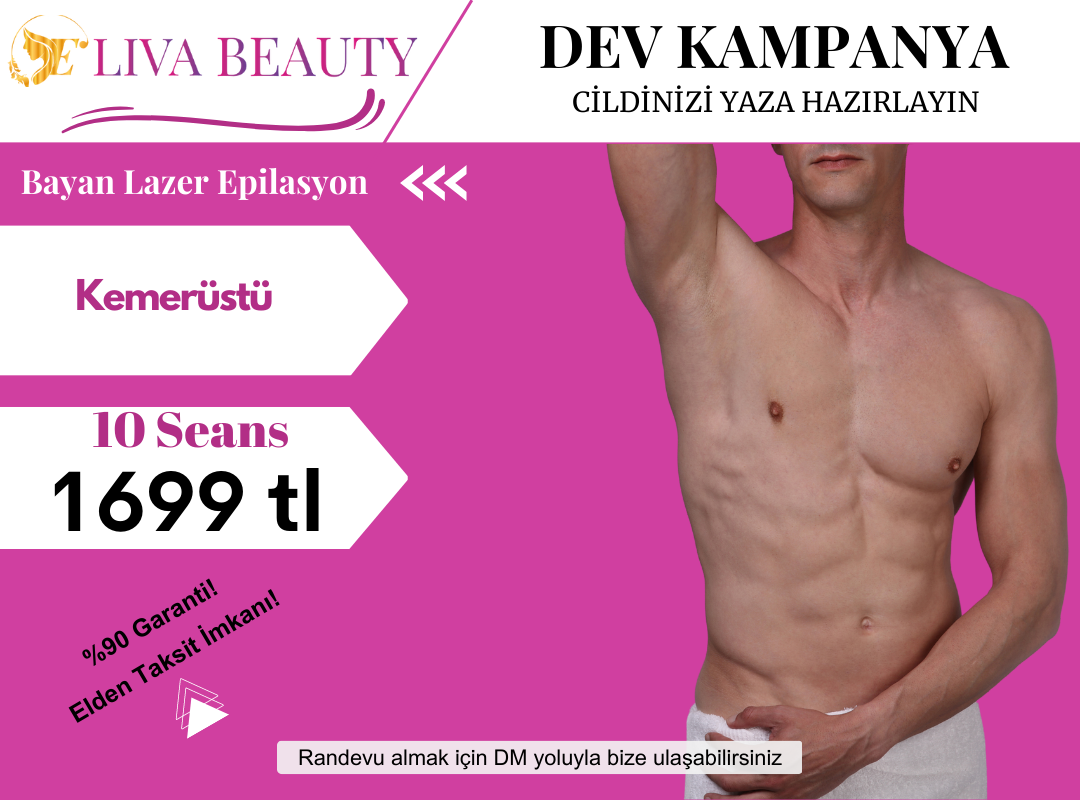 DE LIVA BEAUTY
DEV KAMPANYA
CİLDİNİZİ YAZA HAZIRLAYIN
Bayan Lazer Epilasyon
Kemerüstü
10 Seans
1699 tl
%90 Garanti!
Elden Taksit İmkanı!
Randevu almak için DM yoluyla bize ulaşabilirsiniz